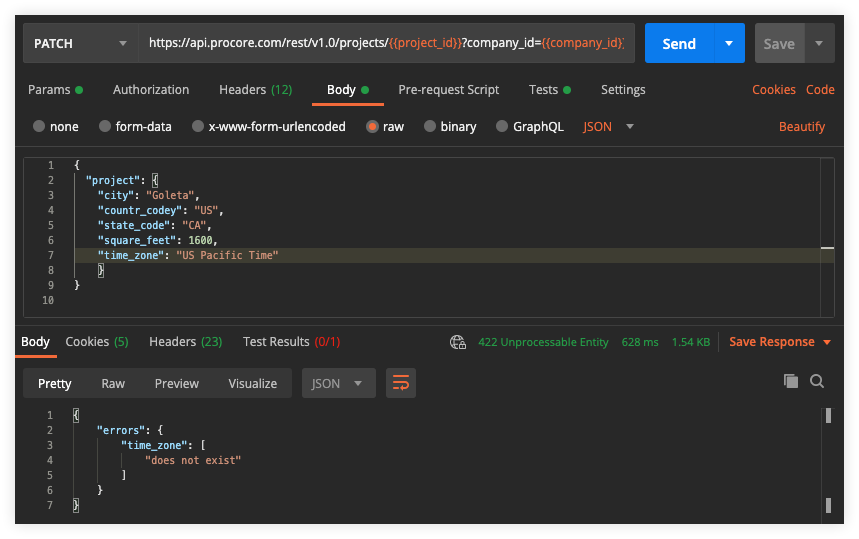 PATCH https://api.procore.com/rest/v1.0/projects/{{project_id}}?company_id={{company_id}} Send Save
Params Authorization Headers (12) Body Pre-request Script Tests Settings Cookies Code
none form-data x-www-form-urlencoded raw binary GraphQL JSON Beautify
1 {
2 "project": {
3 "city": "Goleta",
4 "countr_codey": "US",
5 "state_code": "CA",
6 "square_feet": 1600,
7 "time_zone": "US Pacific Time"
8 }
9 }
10
Body Cookies (5) Headers (23) Test Results (0/1) 422 Unprocessable Entity 628 ms 1.54 KB Save Response
Pretty Raw Preview Visualize JSON
1 {
2 "errors": {
3 "time_zone": [
4 "does not exist"
5 ]
6 }
7 }